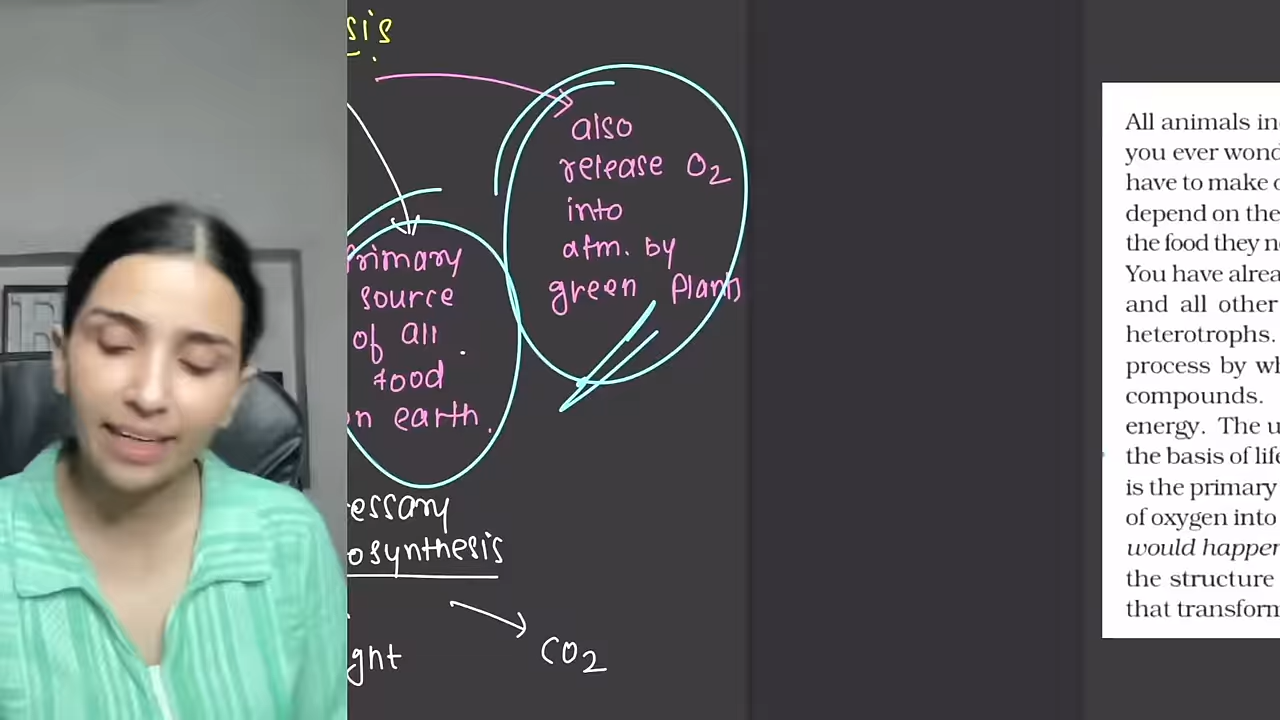 sis
also
release O2
into
atm. by
green Plants
Primary
source
of all
food
on earth.
essary
osynthesis
ght
CO2
All animals in
you ever wond
have to make
depend on the
the food they n
You have alrea
and all other
heterotrophs.
process by wh
compounds.
energy. The u
the basis of life
is the primary
of oxygen into
would happen
the structure
that transform